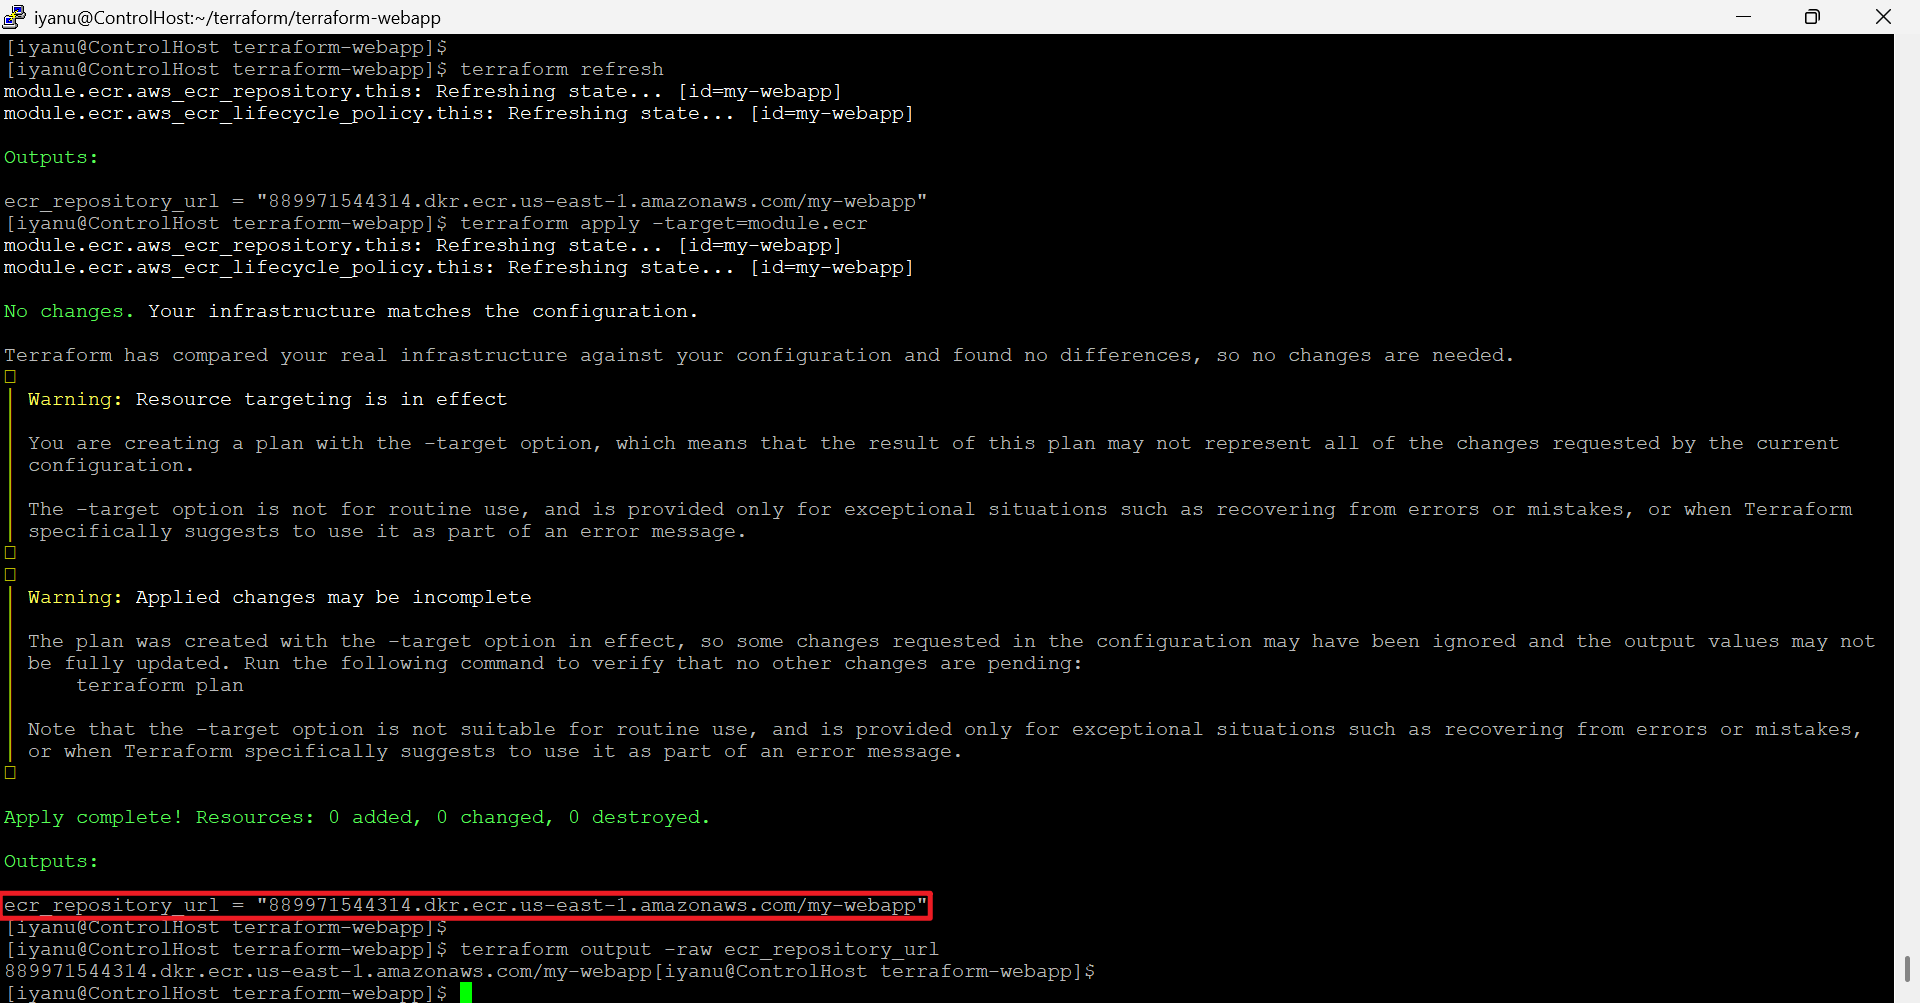 iyanu@ControlHost:~/terraform/terraform-webapp
[iyanu@ControlHost terraform-webapp]$
[iyanu@ControlHost terraform-webapp]$ terraform refresh
module.ecr.aws_ecr_repository.this: Refreshing state... [id=my-webapp]
module.ecr.aws_ecr_lifecycle_policy.this: Refreshing state... [id=my-webapp]
Outputs:
ecr_repository_url = "889971544314.dkr.ecr.us-east-1.amazonaws.com/my-webapp"
[iyanu@ControlHost terraform-webapp]$ terraform apply -target=module.ecr
module.ecr.aws_ecr_repository.this: Refreshing state... [id=my-webapp]
module.ecr.aws_ecr_lifecycle_policy.this: Refreshing state... [id=my-webapp]
No changes. Your infrastructure matches the configuration.
Terraform has compared your real infrastructure against your configuration and found no differences, so no changes are needed.
Warning: Resource targeting is in effect
You are creating a plan with the -target option, which means that the result of this plan may not represent all of the changes requested by the current
configuration.
The -target option is not for routine use, and is provided only for exceptional situations such as recovering from errors or mistakes, or when Terraform
specifically suggests to use it as part of an error message.
Warning: Applied changes may be incomplete
The plan was created with the -target option in effect, so some changes requested in the configuration may have been ignored and the output values may not
be fully updated. Run the following command to verify that no other changes are pending:
terraform plan
Note that the -target option is not suitable for routine use, and is provided only for exceptional situations such as recovering from errors or mistakes,
or when Terraform specifically suggests to use it as part of an error message.
Apply complete! Resources: 0 added, 0 changed, 0 destroyed.
Outputs:
ecr_repository_url = "889971544314.dkr.ecr.us-east-1.amazonaws.com/my-webapp"
[iyanu@ControlHost terraform-webapp]$
[iyanu@ControlHost terraform-webapp]$ terraform output -raw ecr_repository_url
889971544314.dkr.ecr.us-east-1.amazonaws.com/my-webapp[iyanu@ControlHost terraform-webapp]$
[iyanu@ControlHost terraform-webapp]$